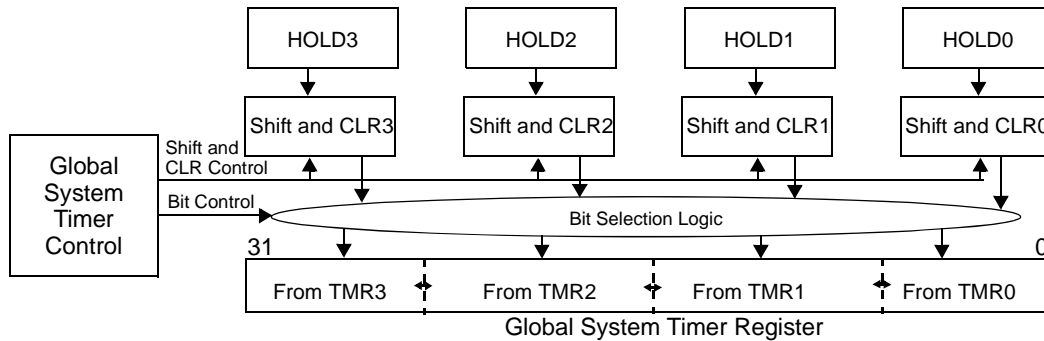 HOLD3 HOLD2 HOLD1 HOLD0
Shift and CLR3 Shift and CLR2 Shift and CLR1 Shift and CLR0
Global
System
Timer
Control
Shift and
CLR Control
Bit Control
Bit Selection Logic
31 0
From TMR3 From TMR2 From TMR1 From TMR0
Global System Timer Register